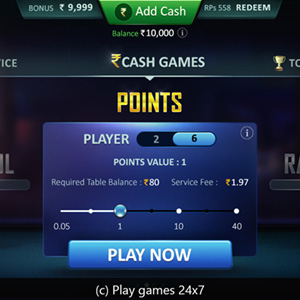 BONUS ₹ 9,999
Add Cash
RPs 558 REDEEM
Balance ₹10,000
ICE
₹CASH GAMES
TO
POINTS
PLAYER 2 6
POINTS VALUE : 1
Required Table Balance : ₹80 Service Fee : ₹1.97
OL
RA
0.05 1 10 40
PLAY NOW
(c) Play games 24x7